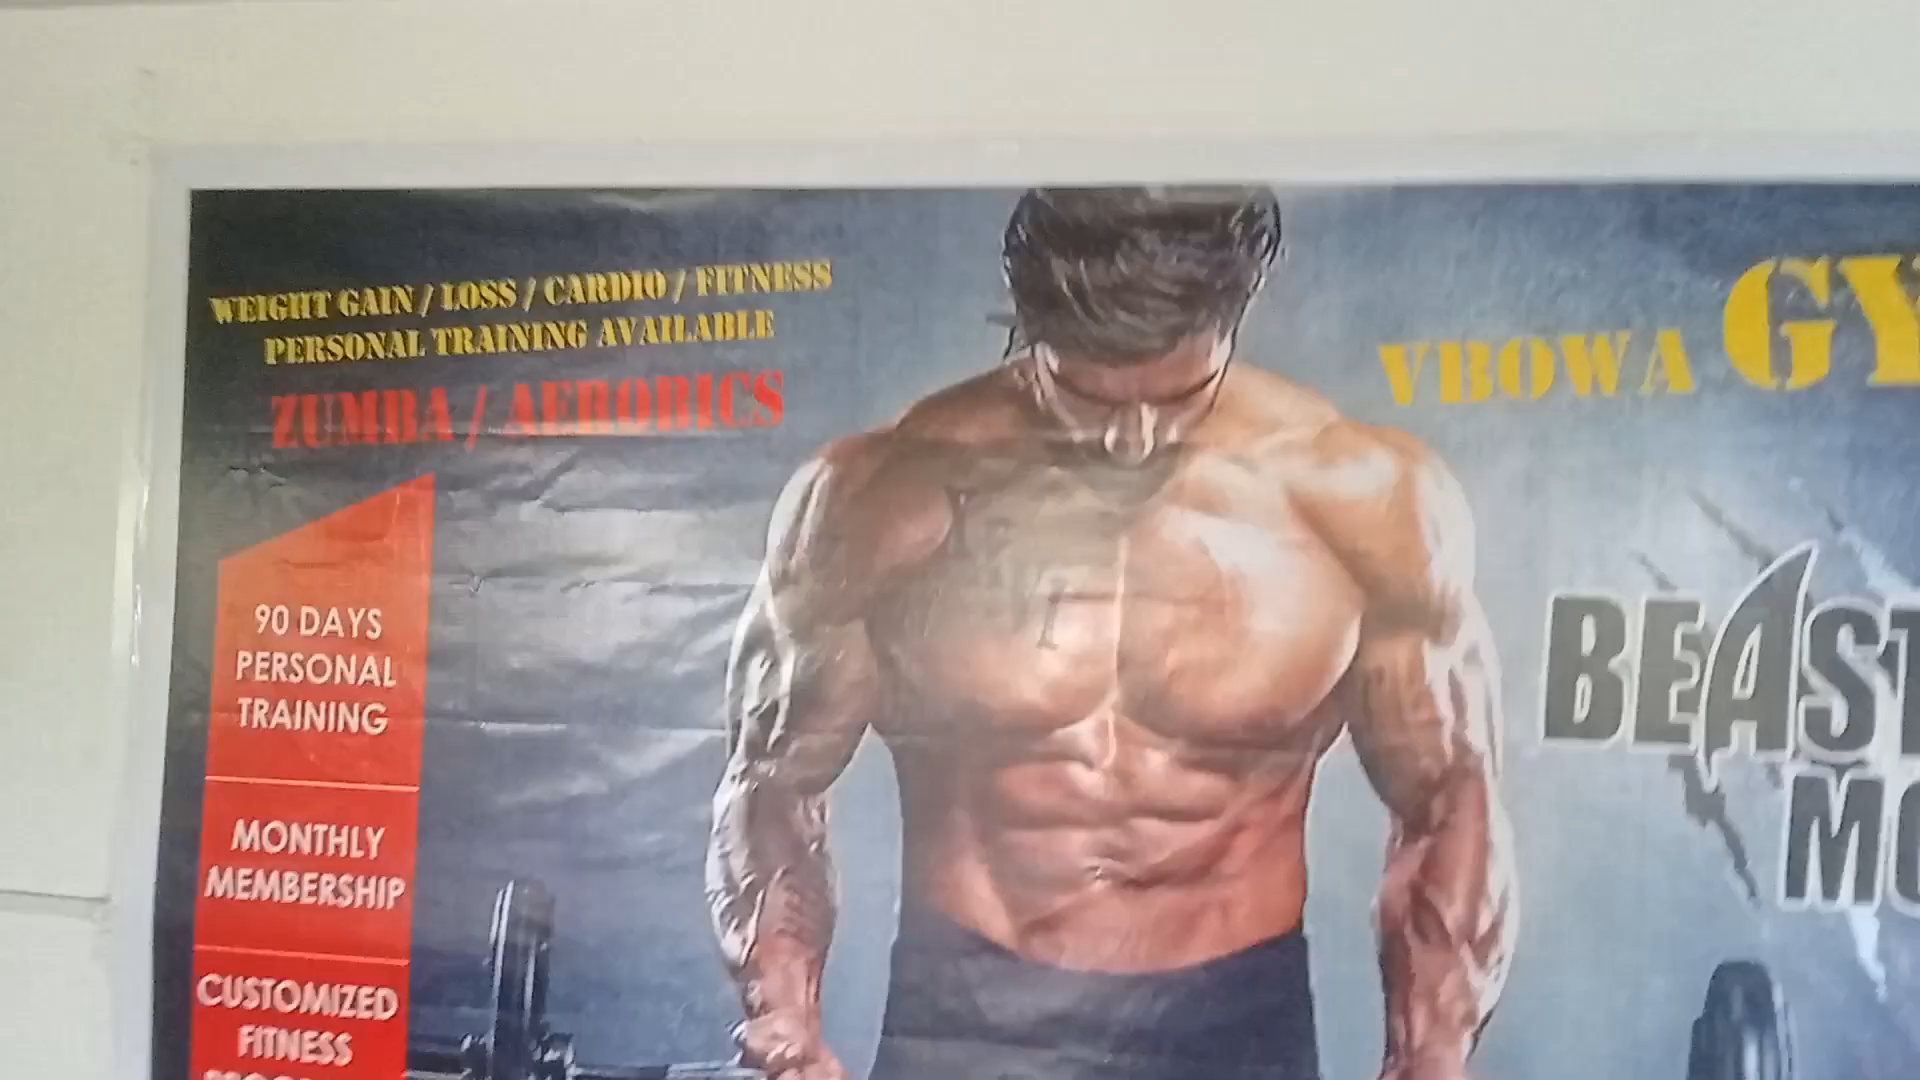 WEIGHT GAIN / LOSS / CARDIO / FITNESS
PERSONAL TRAINING AVAILABLE
ZUMBA / AEROBICS
VBOWA GY
90 DAYS
PERSONAL
TRAINING
MONTHLY
MEMBERSHIP
CUSTOMIZED
FITNESS
BEAST
MO